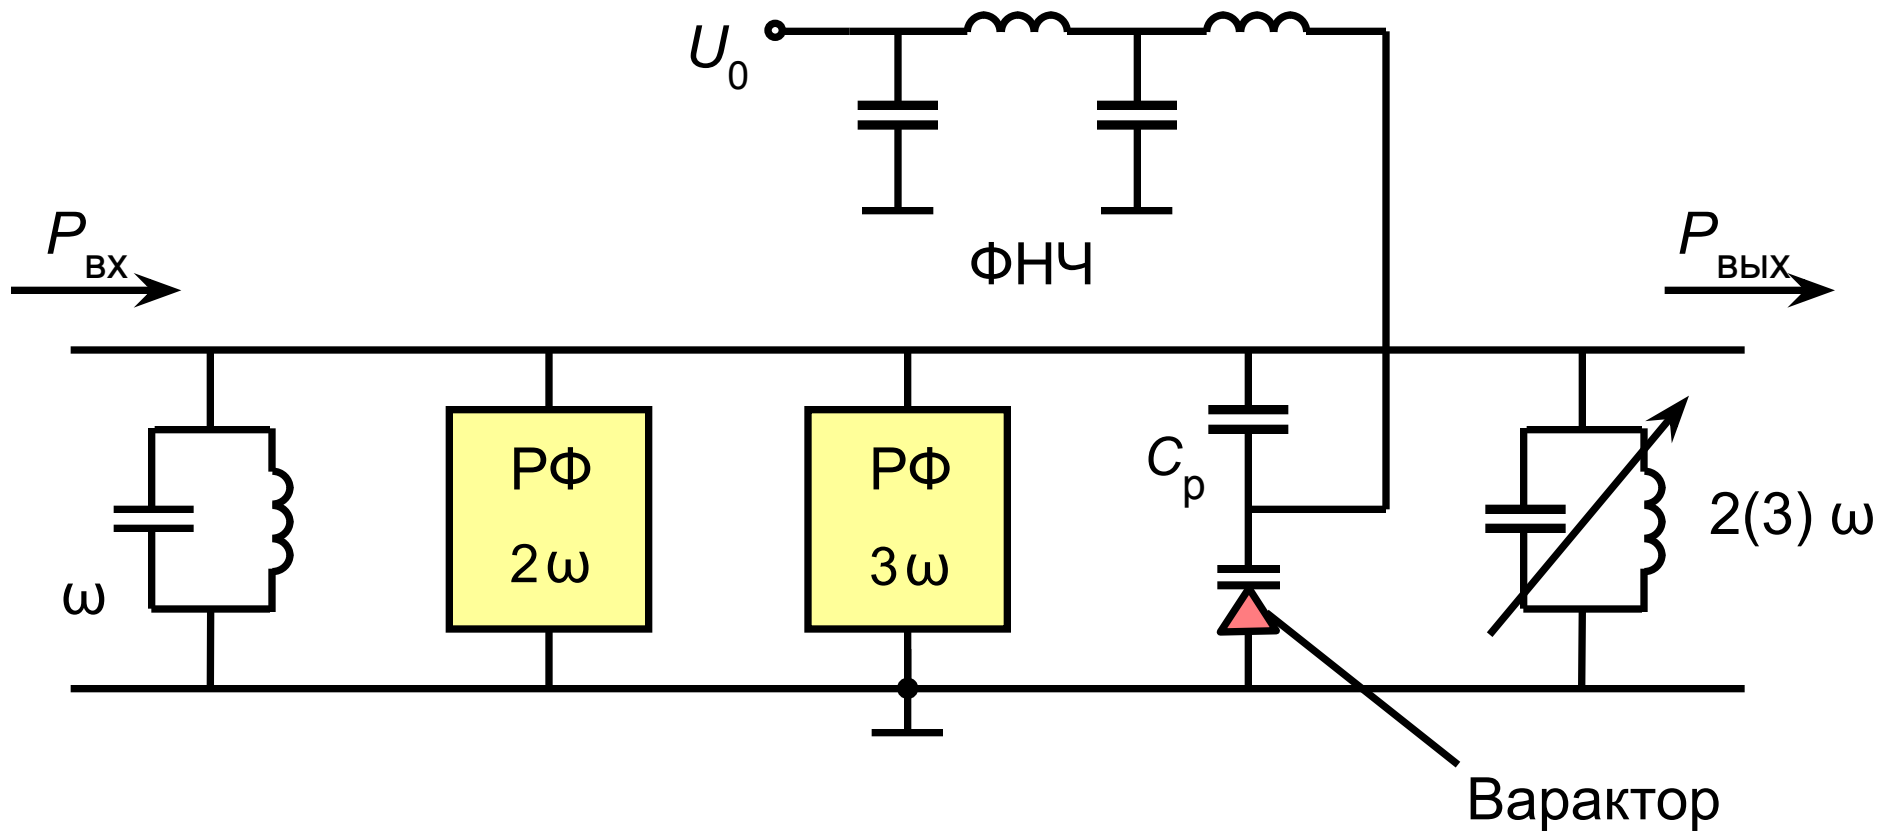 U0
ФНЧ
Pвх
Pвых
РФ
2ω
РФ
3ω
Cр
ω
2(3) ω
Варактор